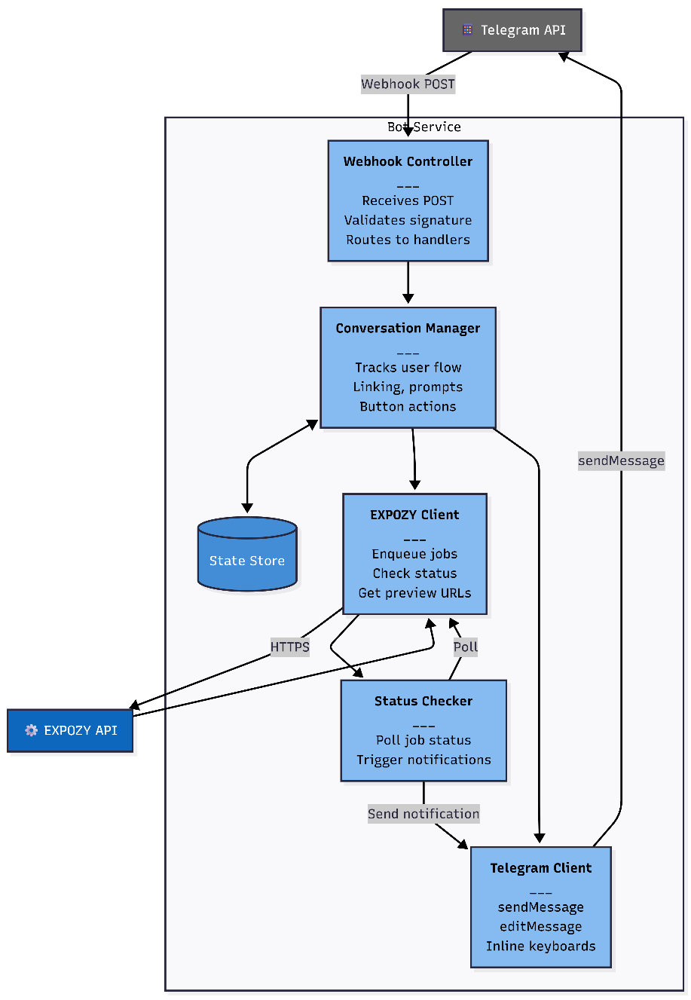 Telegram API
Webhook POST
Bot Service
Webhook Controller
___
Receives POST
Validates signature
Routes to handlers
Conversation Manager
___
Tracks user flow
Linking, prompts
Button actions
sendMessage
EXPOZY Client
___
Enqueue jobs
Check status
Get preview URLs
State Store
HTTPS
Poll
Status Checker
___
Poll job status
Trigger notifications
EXPOZY API
Send notification
Telegram Client
___
sendMessage
editMessage
Inline keyboards